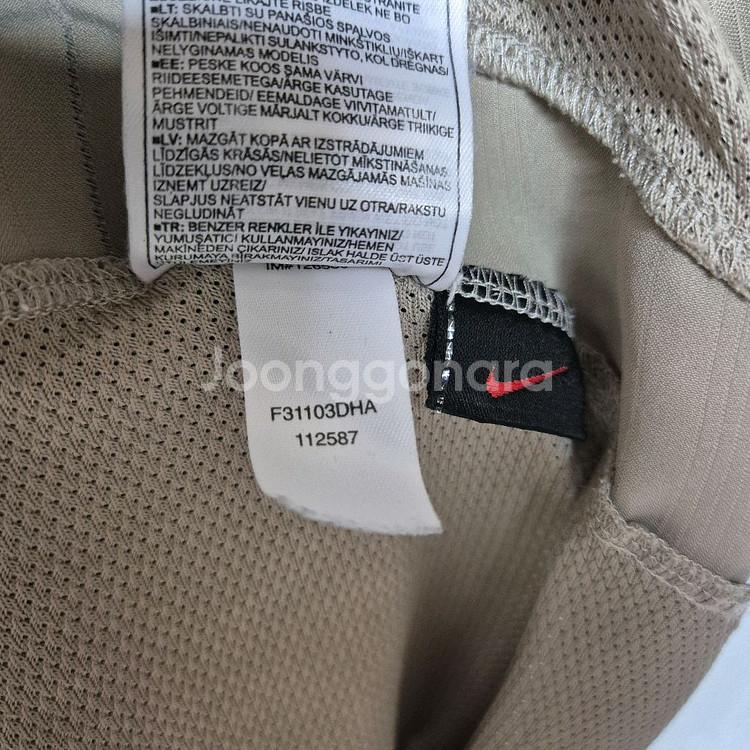 ■LT: SKALBTI SU PANAŠIOS SPALVOS
SKALBINIAIS/NENAUDOTI MINKŠTIKLIŲ/IŠKART
IŠIMTI/NEPALIKTI SULANKSTYTO, KOL DRĖGNAS/
NELYGINAMAS MODELIS
■EE: PESKE KOOS SAMA VÄRVI
RIIDEESEMETEGA/ÄRGE KASUTAGE
PEHMENDEID/ EEMALDAGE VIIVITAMATULT/
ÄRGE VOLTIGE MÄRJALT KOKKU/ÄRGE TRIIKIGE
MUSTRIT
■LV: MAZGĀT KOPĀ AR IZSTRĀDĀJUMIEM
LĪDZĪGĀS KRĀSĀS/NELIETOT MĪKSTINĀŠANAS
LĪDZEKĻUS/NO VEĻAS MAZGĀJAMĀS MAŠĪNAS
IZŅEMT UZREIZ/
SLAPJUS NEATSTĀT VIENU UZ OTRA/RAKSTU
NEGLUDINĀT
■TR: BENZER RENKLER İLE YIKAYINIZ/
YUMUŞATICI KULLANMAYINIZ/HEMEN
MAKİNEDEN ÇIKARINIZ/ ISLAK HALDE ÜST ÜSTE
KURUMAYA BIRAKMAYINIZ/TASARIMI
F31103DHA
112587
Joonggonara